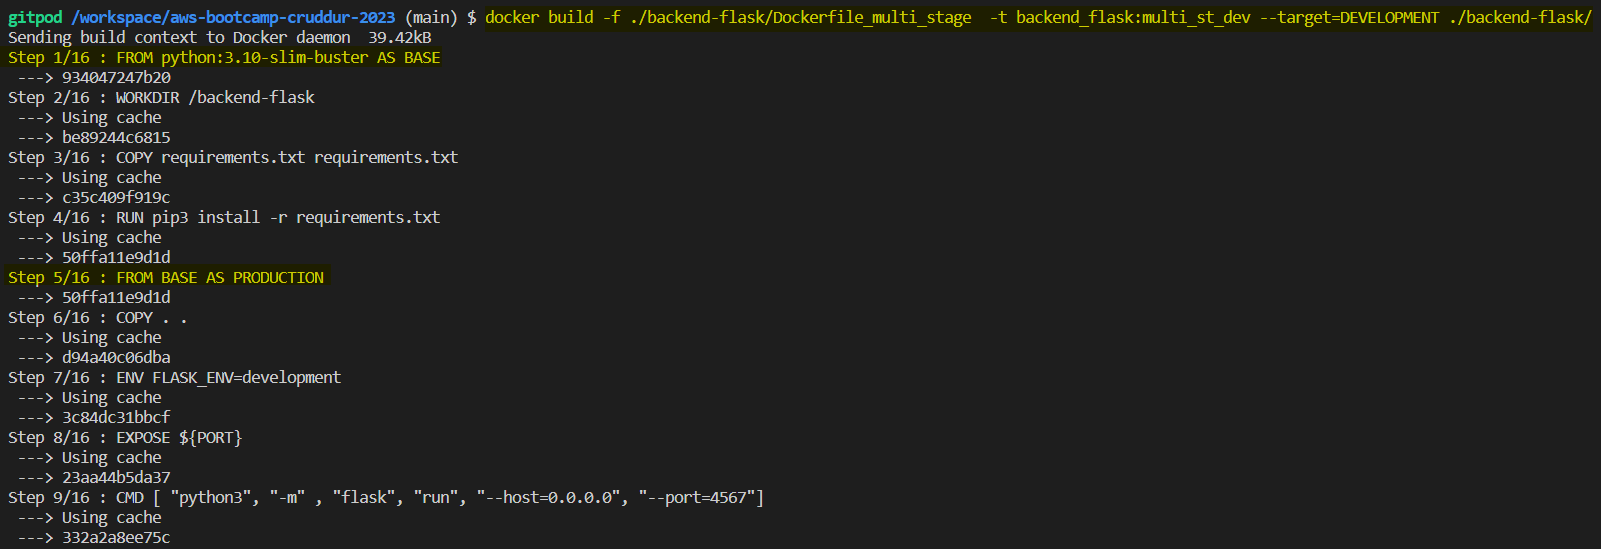 gitpod /workspace/aws-bootcamp-cruddur-2023 (main) $ docker build -f ./backend-flask/Dockerfile_multi_stage  -t backend_flask:multi_st_dev --target=DEVELOPMENT ./backend-flask/
Sending build context to Docker daemon  39.42kB
Step 1/16 : FROM python:3.10-slim-buster AS BASE
 ---> 934047247b20
Step 2/16 : WORKDIR /backend-flask
 ---> Using cache
 ---> be89244c6815
Step 3/16 : COPY requirements.txt requirements.txt
 ---> Using cache
 ---> c35c409f919c
Step 4/16 : RUN pip3 install -r requirements.txt
 ---> Using cache
 ---> 50ffa11e9d1d
Step 5/16 : FROM BASE AS PRODUCTION
 ---> 50ffa11e9d1d
Step 6/16 : COPY . .
 ---> Using cache
 ---> d94a40c06dba
Step 7/16 : ENV FLASK_ENV=development
 ---> Using cache
 ---> 3c84dc31bbcf
Step 8/16 : EXPOSE ${PORT}
 ---> Using cache
 ---> 23aa44b5da37
Step 9/16 : CMD [ "python3", "-m" , "flask", "run", "--host=0.0.0.0", "--port=4567"]
 ---> Using cache
 ---> 332a2a8ee75c